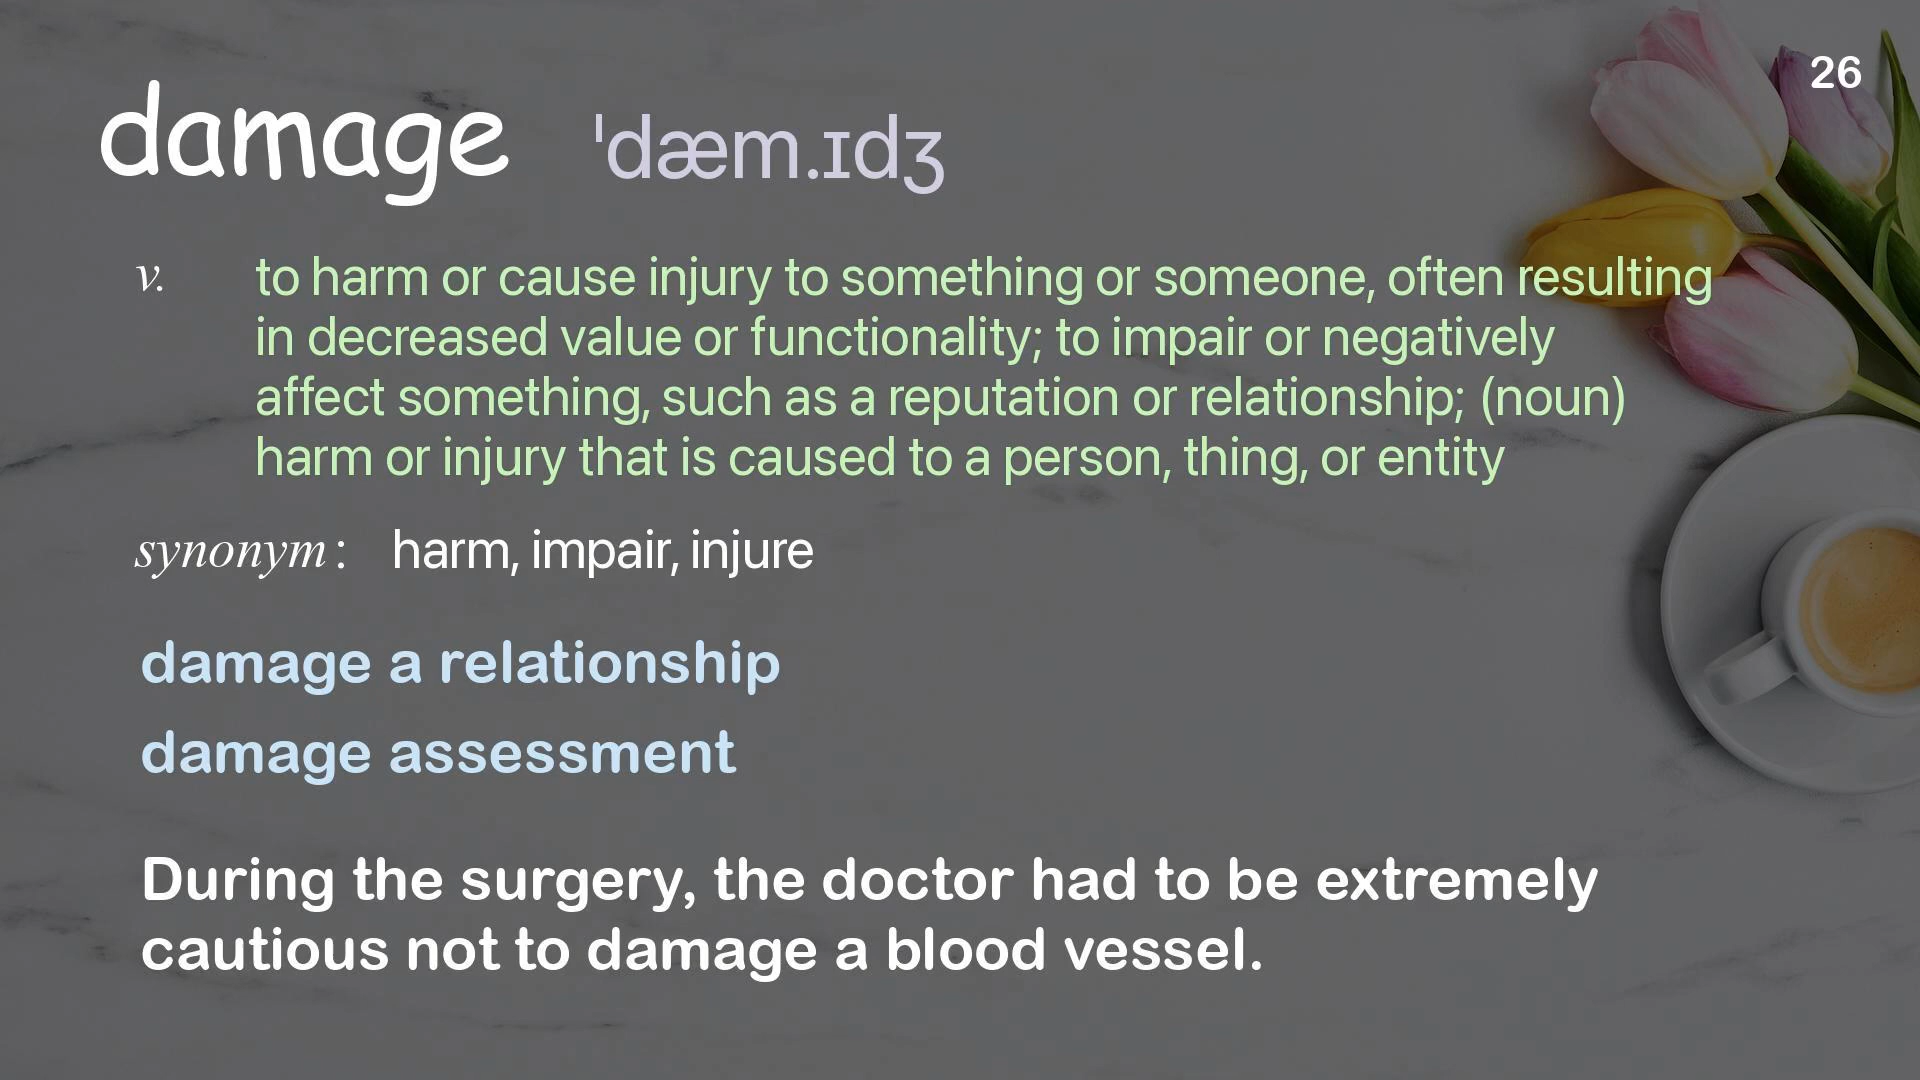 26
damage ˈdæm.ɪdʒ
v. to harm or cause injury to something or someone, often resulting
in decreased value or functionality; to impair or negatively
affect something, such as a reputation or relationship; (noun)
harm or injury that is caused to a person, thing, or entity
synonym: harm, impair, injure
damage a relationship
damage assessment
During the surgery, the doctor had to be extremely
cautious not to damage a blood vessel.